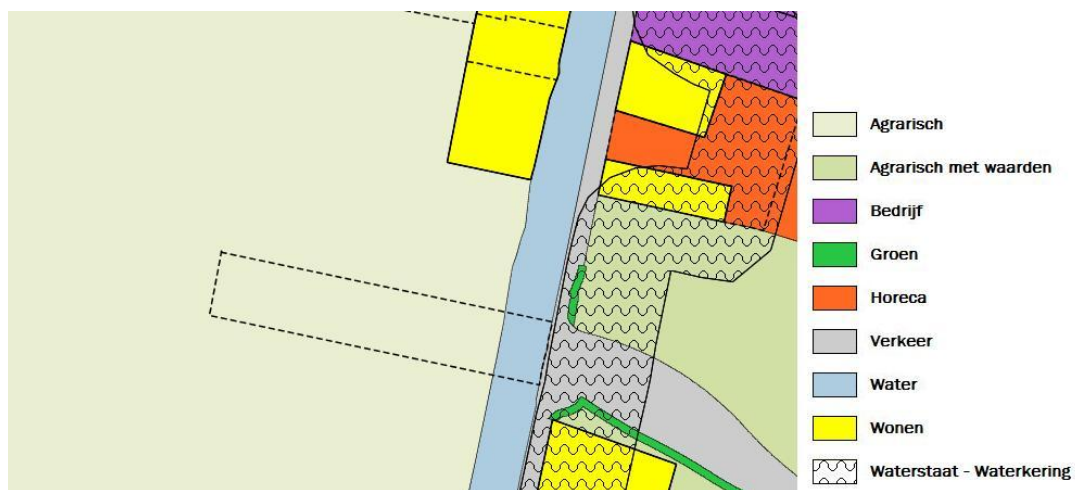 Agrarisch
Agrarisch met waarden
Bedrijf
Groen
Horeca
Verkeer
Water
Wonen
Waterstaat - Waterkering